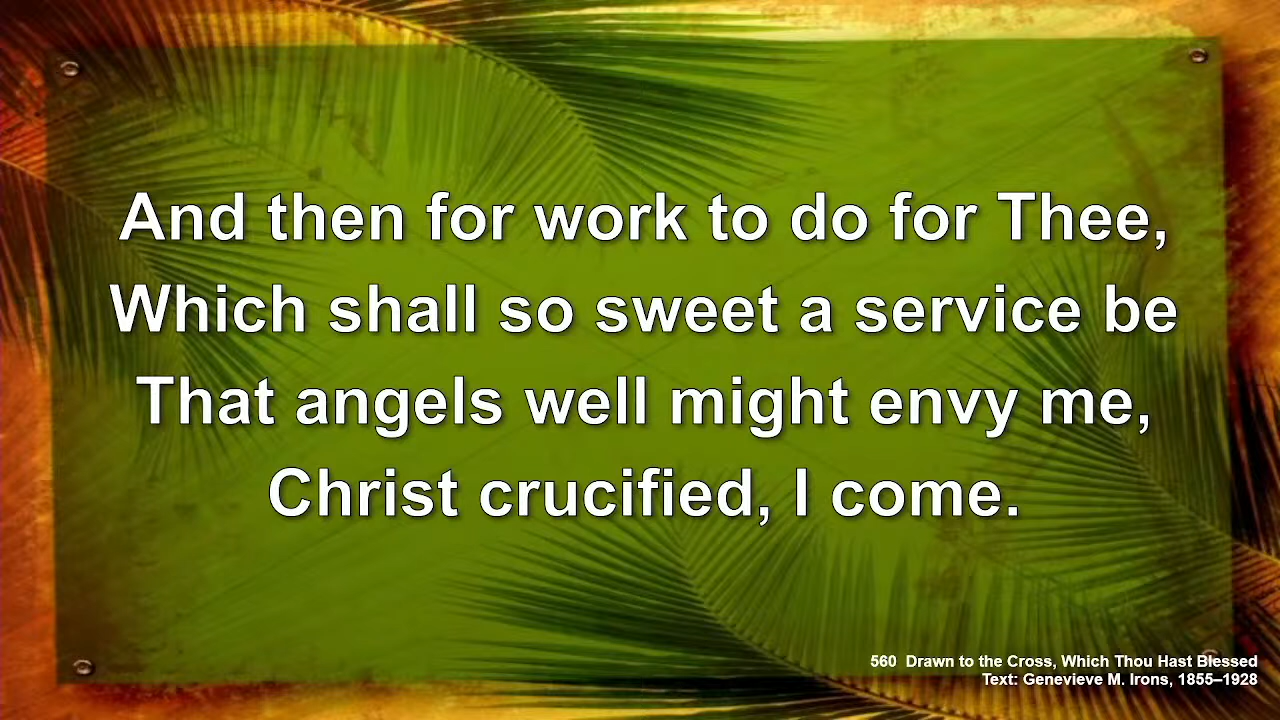 And then for work to do for Thee,
Which shall so sweet a service be
That angels well might envy me,
Christ crucified, I come.
560  Drawn to the Cross, Which Thou Hast Blessed
Text: Genevieve M. Irons, 1855–1928